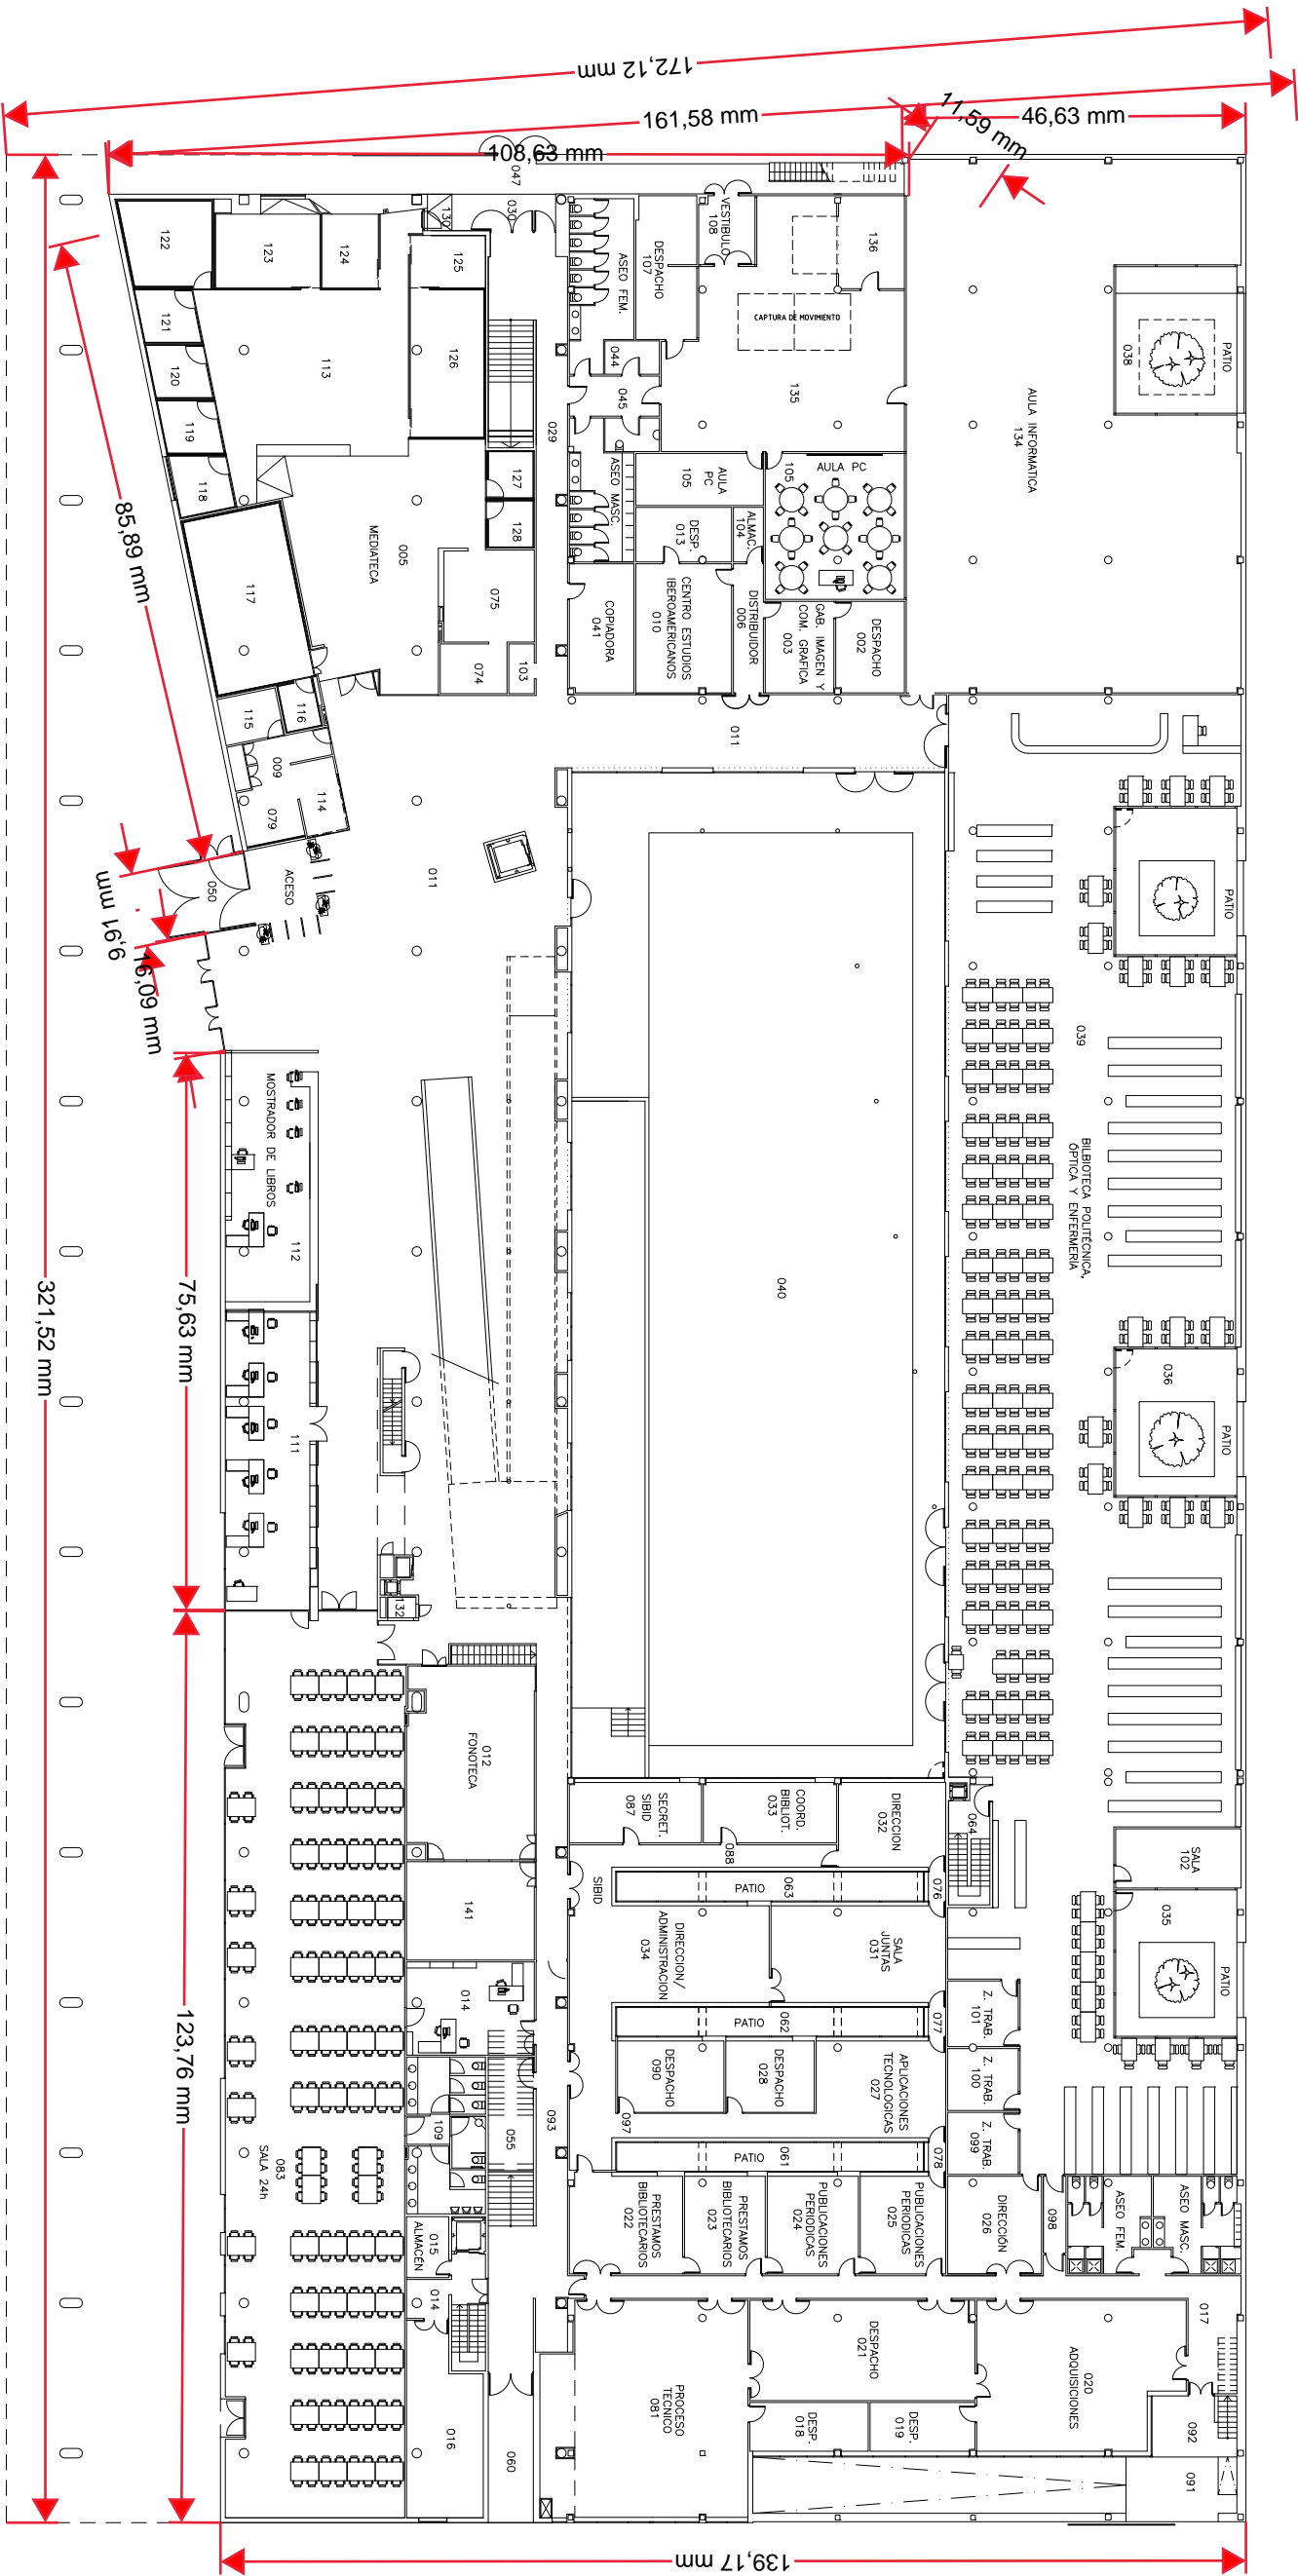 172,12 mm
161,58 mm
46,63 mm
11,59 mm
108,63 mm
047
030
130
122
123
124
125
VESTIBULO
108
136
DESPACHO
107
ASEO FEM.
CAPTURA DE MOVIMIENTO
PATIO
038
121
120
119
118
113
126
044
045
135
029
AULA INFORMATICA
134
127
128
ASEO MASC.
AULA
PC
105
AULA PC
105
85,89 mm
117
005
MEDIATECA
075
074
103
DESP.
013
ALMAC.
104
COPIADORA
041
CENTRO ESTUDIOS
IBEROAMERICANOS
010
DISTRIBUIDOR
006
GAB. IMAGEN Y
COM. GRAFICA
003
DESPACHO
002
115
116
009
079
114
011
011
ACESO
050
9,91 mm
16,09 mm
PATIO
039
BILBIOTECA POLITÉCNICA,
ÓPTICA Y ENFERMERIA
MOSTRADOR DE LIBROS
112
040
321,52 mm
75,63 mm
111
132
036
PATIO
012
FONOTECA
141
014
SECRET.
SIBID
087
COORD.
BIBLIOT.
033
DIRECCION
032
064
088
SALA
102
SIBID
PATIO
063
076
DIRECCION/
ADMINISTRACION
034
SALA
JUNTAS
031
035
PATIO
PATIO
062
077
Z. TRAB.
101
Z. TRAB.
100
Z. TRAB.
099
123,76 mm
DESPACHO
090
DESPACHO
028
APLICACIONES
TECNOLOGICAS
027
093
097
109
055
PATIO
061
078
083
SALA 24h
015
ALMACÉN
014
PRESTAMOS
BIBLIOTECARIOS
022
PRESTAMOS
BIBLIOTECARIOS
023
PUBLICACIONES
PERIODICAS
024
PUBLICACIONES
PERIODICAS
025
DIRECCIÓN
026
098
ASEO FEM.
ASEO MASC.
017
016
060
PROCESO
TECNICO
081
DESPACHO
021
020
ADQUISICIONES
DESP.
018
DESP.
019
092
091
139,17 mm